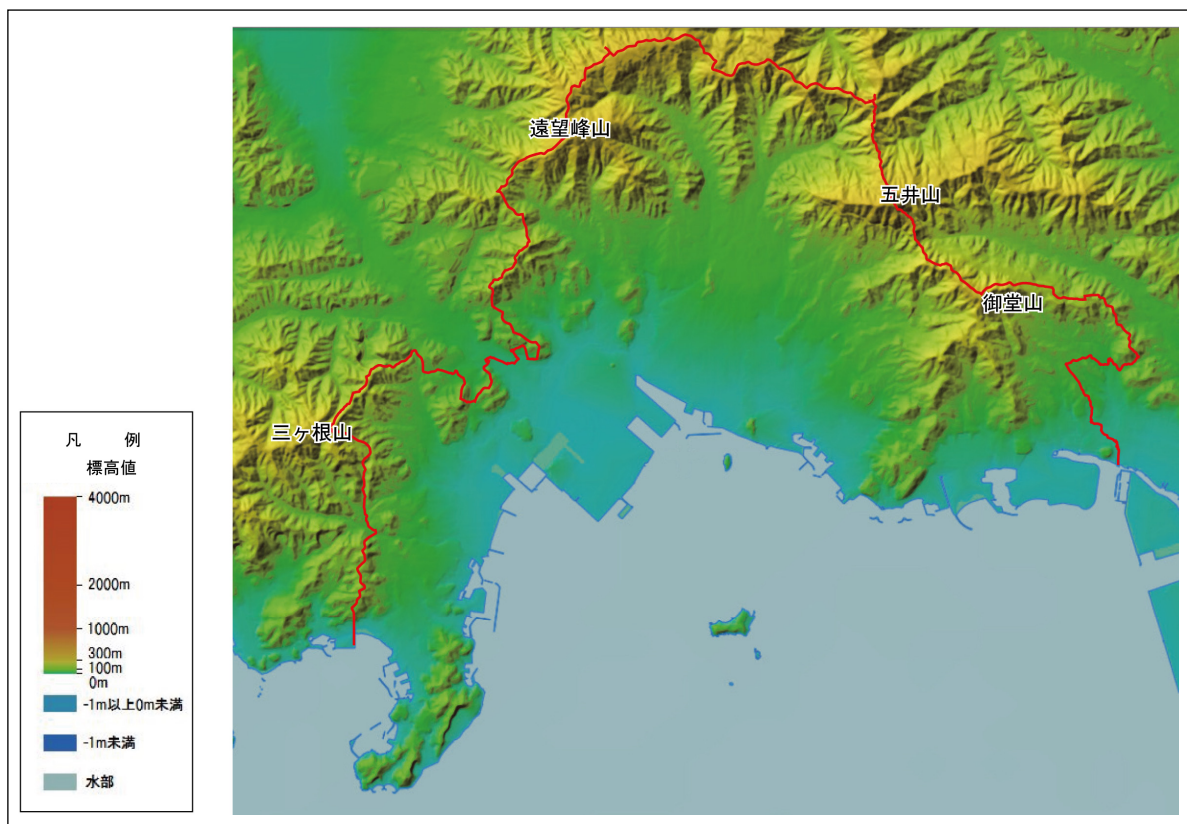 遠望峰山
五井山
御堂山
三ヶ根山
凡 例
標高値
4000m
2000m
1000m
300m
100m
0m
-1m以上0m未満
-1m未満
水部